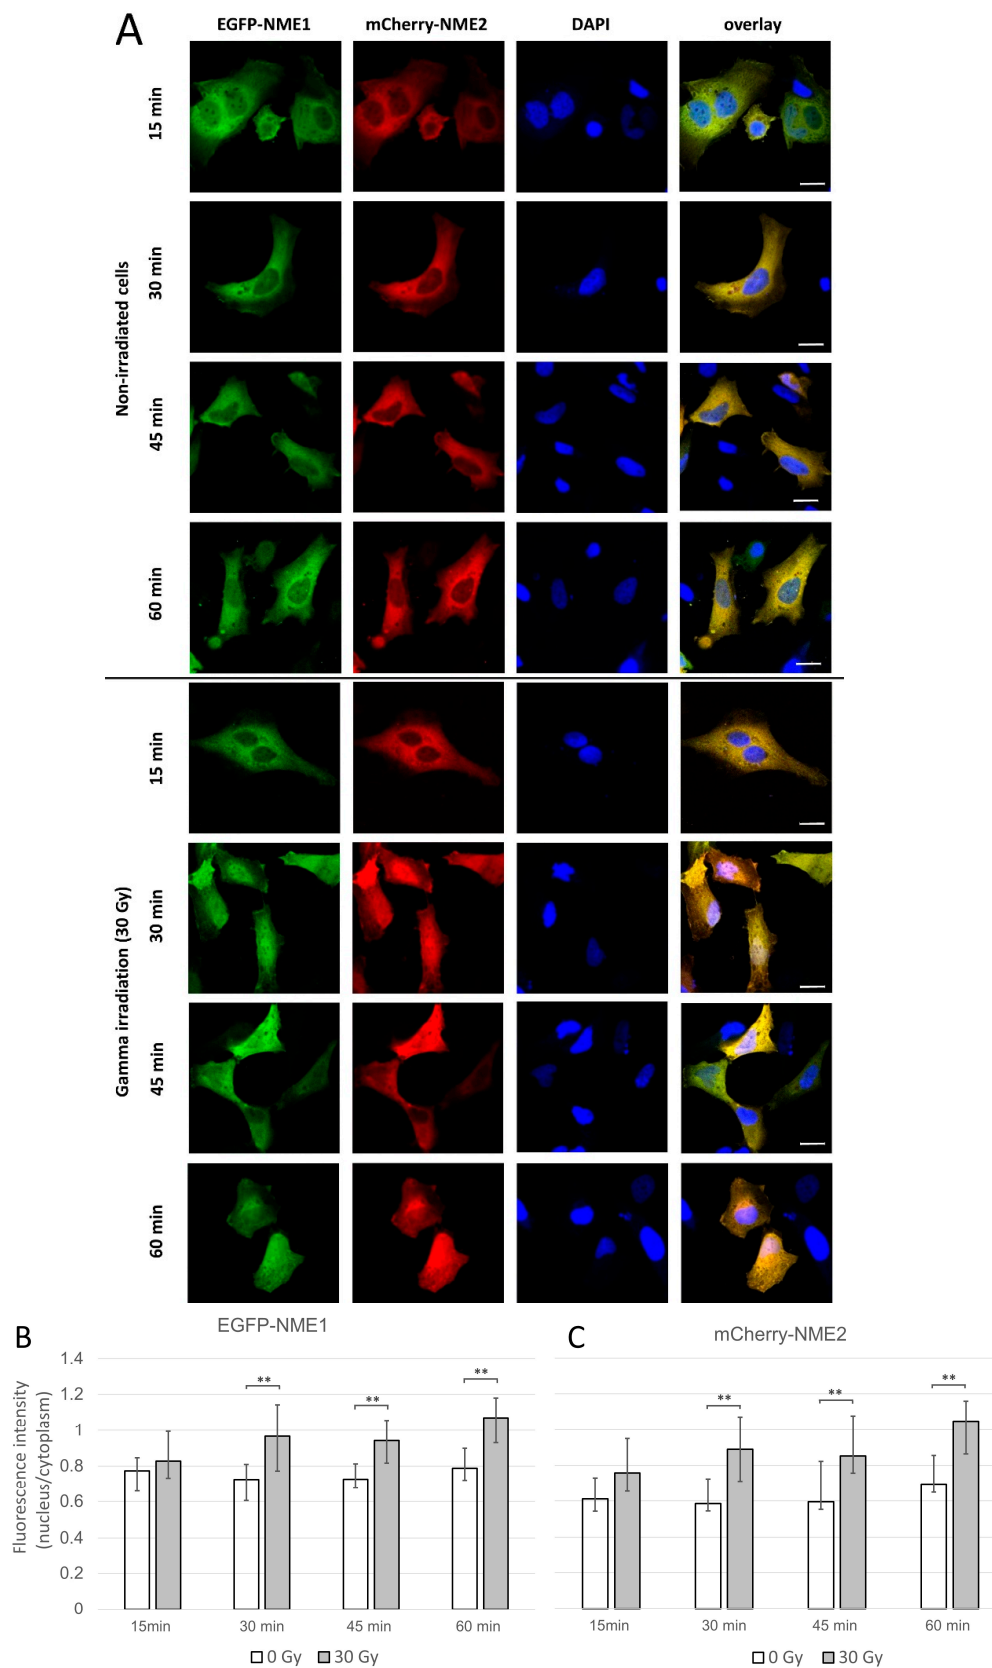 A
EGFP-NME1 mCherry-NME2 DAPI overlay
Non-irradiated cells
15 min
30 min
45 min
60 min
Gamma irradiation (30 Gy)
15 min
30 min
45 min
60 min
B
EGFP-NME1
Fluorescence intensity
(nucleus/cytoplasm)
1.4
1.2
1
0.8
0.6
0.4
0.2
0
** ** **
15min 30 min 45 min 60 min
0 Gy 30 Gy
C
mCherry-NME2
** ** **
15min 30 min 45 min 60 min
0 Gy 30 Gy